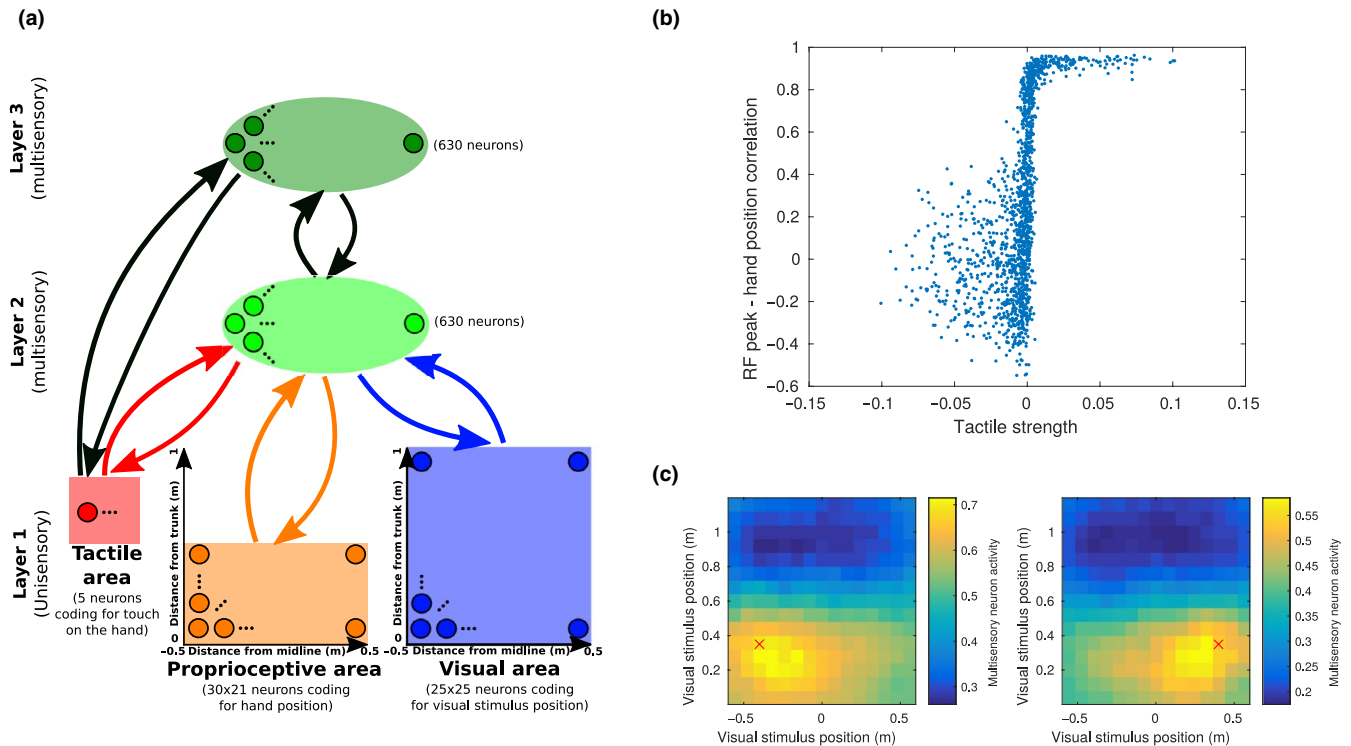 (a)
Layer 3
(multisensory)
(630 neurons)
Layer 2
(multisensory)
(630 neurons)
Layer 1
(Unisensory)
Tactile
area
(5 neurons
coding for touch
on the hand)
0 Distance from trunk (m) 1
−0.5 Distance from midline (m) 0.5
Proprioceptive area
(30x21 neurons coding
for hand position)
0 Distance from trunk (m) 1
−0.5 Distance from midline (m) 0.5
Visual area
(25x25 neurons coding
for visual stimulus position)
(b)
RF peak - hand position correlation
1
0.8
0.6
0.4
0.2
0
−0.2
−0.4
−0.6
−0.15 −0.1 −0.05 0 0.05 0.1 0.15
Tactile strength
(c)
Visual stimulus position (m)
1
0.8
0.6
0.4
0.2
−0.5 0 0.5
Visual stimulus position (m)
0.7
0.6
0.5
0.4
0.3
Multisensory neuron activity
Visual stimulus position (m)
1
0.8
0.6
0.4
0.2
−0.5 0 0.5
Visual stimulus position (m)
0.55
0.5
0.45
0.4
0.35
0.3
0.25
0.2
Multisensory neuron activity